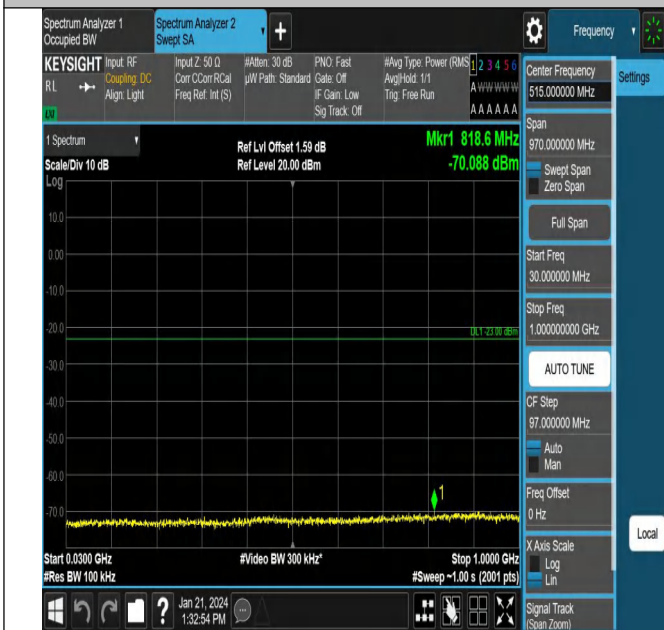 Spectrum Analyzer 1
Occupied BW
Spectrum Analyzer 2
Swept SA
+
Frequency
KEYSIGHT
RL
LXI
Input: RF
Coupling: DC
Align: Light
Input Z: 50 Ω
Corr CCorr RCal
Freq Ref: Int (S)
#Atten: 30 dB
µW Path: Standard
PNO: Fast
Gate: Off
IF Gain: Low
Sig Track: Off
#Avg Type: Power (RMS
Avg|Hold: 1/1
Trig: Free Run
1 2 3 4 5 6
A W W W W W
A A A A A A
1 Spectrum
Scale/Div 10 dB
Log
Ref Lvl Offset 1.59 dB
Ref Level 20.00 dBm
Mkr1 818.6 MHz
-70.088 dBm
10.0
0.00
-10.0
-20.0
-30.0
-40.0
-50.0
-60.0
-70.0
DL1 -23.00 dBm
1
Start 0.0300 GHz
#Res BW 100 kHz
#Video BW 300 kHz*
Stop 1.0000 GHz
#Sweep ~1.00 s (2001 pts)
Jan 21, 2024
1:32:54 PM
?
Center Frequency
515.000000 MHz
Settings
Span
970.000000 MHz
Swept Span
Zero Span
Full Span
Start Freq
30.000000 MHz
Stop Freq
1.000000000 GHz
AUTO TUNE
CF Step
97.000000 MHz
Auto
Man
Freq Offset
0 Hz
X Axis Scale
Log
Lin
Local
Signal Track
(Span Zoom)